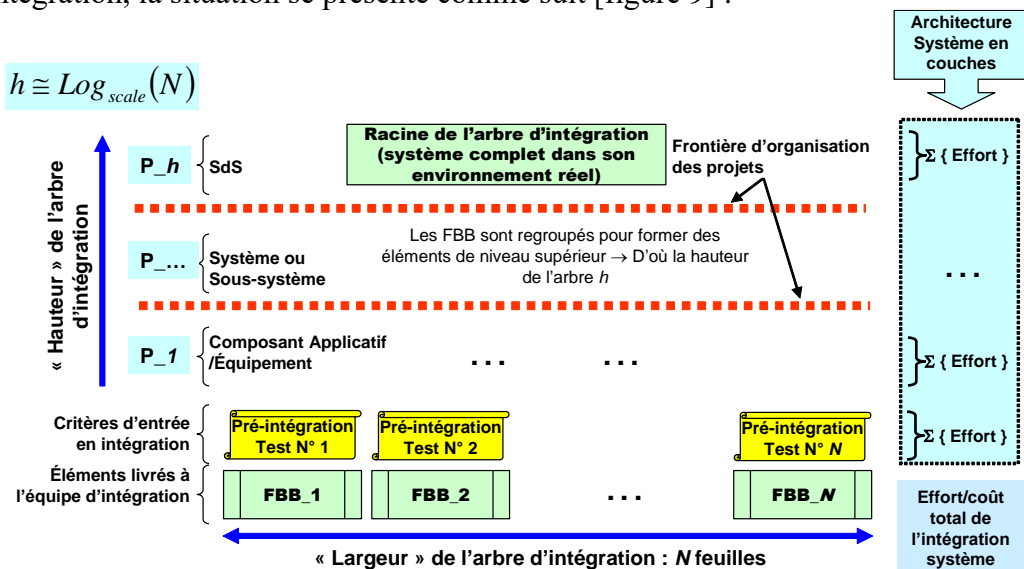 ntégration, la situation se présente comme suit [figure 9] :
Architecture
Système en
couches
h ≅ Log_scale(N)
« Hauteur » de l'arbre
d'intégration
P_h
SdS
Racine de l'arbre d'intégration
(système complet dans son
environnement réel)
Frontière d'organisation
des projets
Σ { Effort }
P_...
Système ou
Sous-système
Les FBB sont regroupés pour former des
éléments de niveau supérieur → D'où la hauteur
de l'arbre h
...
P_1
Composant Applicatif
/Équipement
...
...
Σ { Effort }
Critères d'entrée
en intégration
Pré-intégration
Test N° 1
Pré-intégration
Test N° 2
Pré-intégration
Test N° N
Σ { Effort }
Éléments livrés à
l'équipe d'intégration
FBB_1
FBB_2
...
FBB_N
« Largeur » de l'arbre d'intégration : N feuilles
Effort/coût
total de
l'intégration
système